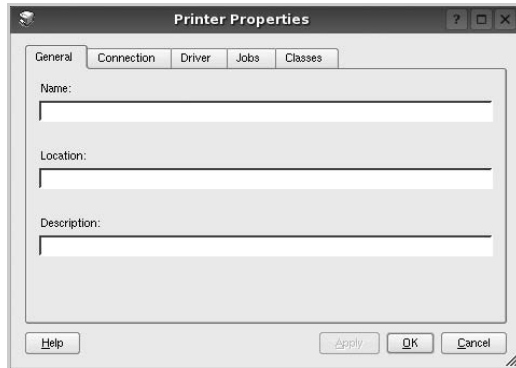 Printer Properties
?
General Connection Driver Jobs Classes
Name:
Location:
Description:
Help Apply OK Cancel